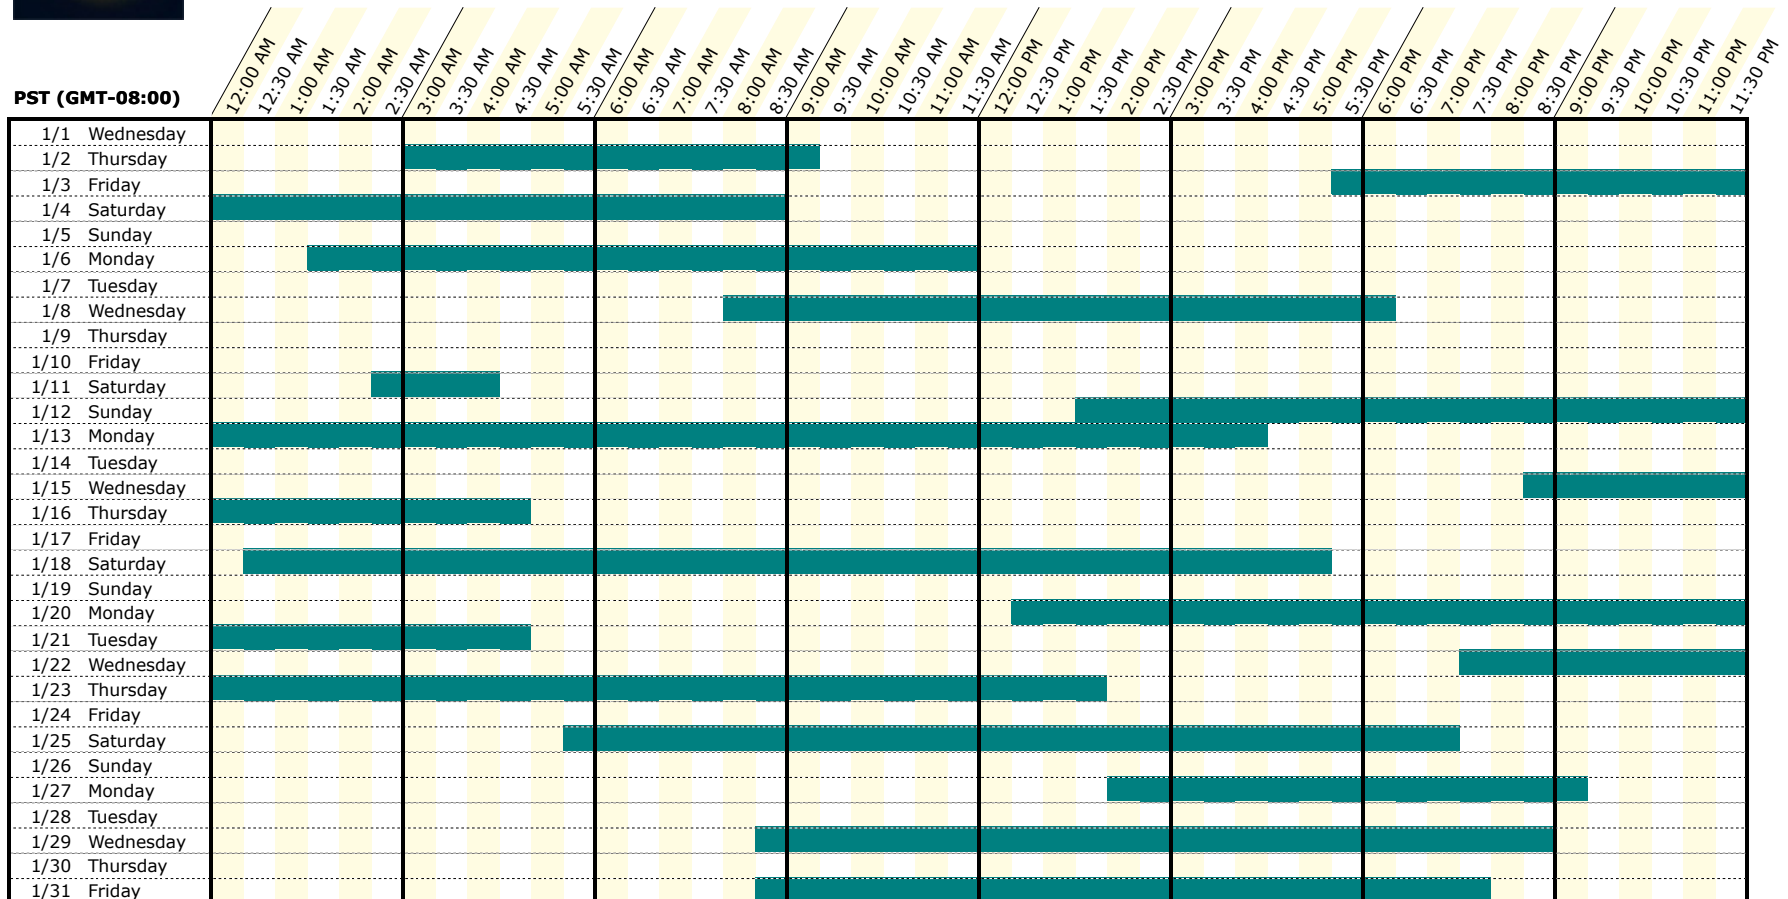 12:00 AM 12:30 AM 1:00 AM 1:30 AM 2:00 AM 2:30 AM 3:00 AM 3:30 AM 4:00 AM 4:30 AM 5:00 AM 5:30 AM 6:00 AM 6:30 AM 7:00 AM 7:30 AM 8:00 AM 8:30 AM 9:00 AM 9:30 AM 10:00 AM 10:30 AM 11:00 AM 11:30 AM 12:00 PM 12:30 PM 1:00 PM 1:30 PM 2:00 PM 2:30 PM 3:00 PM 3:30 PM 4:00 PM 4:30 PM 5:00 PM 5:30 PM 6:00 PM 6:30 PM 7:00 PM 7:30 PM 8:00 PM 8:30 PM 9:00 PM 9:30 PM 10:00 PM 10:30 PM 11:00 PM 11:30 PM
PST (GMT-08:00)
1/1 Wednesday
1/2 Thursday
1/3 Friday
1/4 Saturday
1/5 Sunday
1/6 Monday
1/7 Tuesday
1/8 Wednesday
1/9 Thursday
1/10 Friday
1/11 Saturday
1/12 Sunday
1/13 Monday
1/14 Tuesday
1/15 Wednesday
1/16 Thursday
1/17 Friday
1/18 Saturday
1/19 Sunday
1/20 Monday
1/21 Tuesday
1/22 Wednesday
1/23 Thursday
1/24 Friday
1/25 Saturday
1/26 Sunday
1/27 Monday
1/28 Tuesday
1/29 Wednesday
1/30 Thursday
1/31 Friday